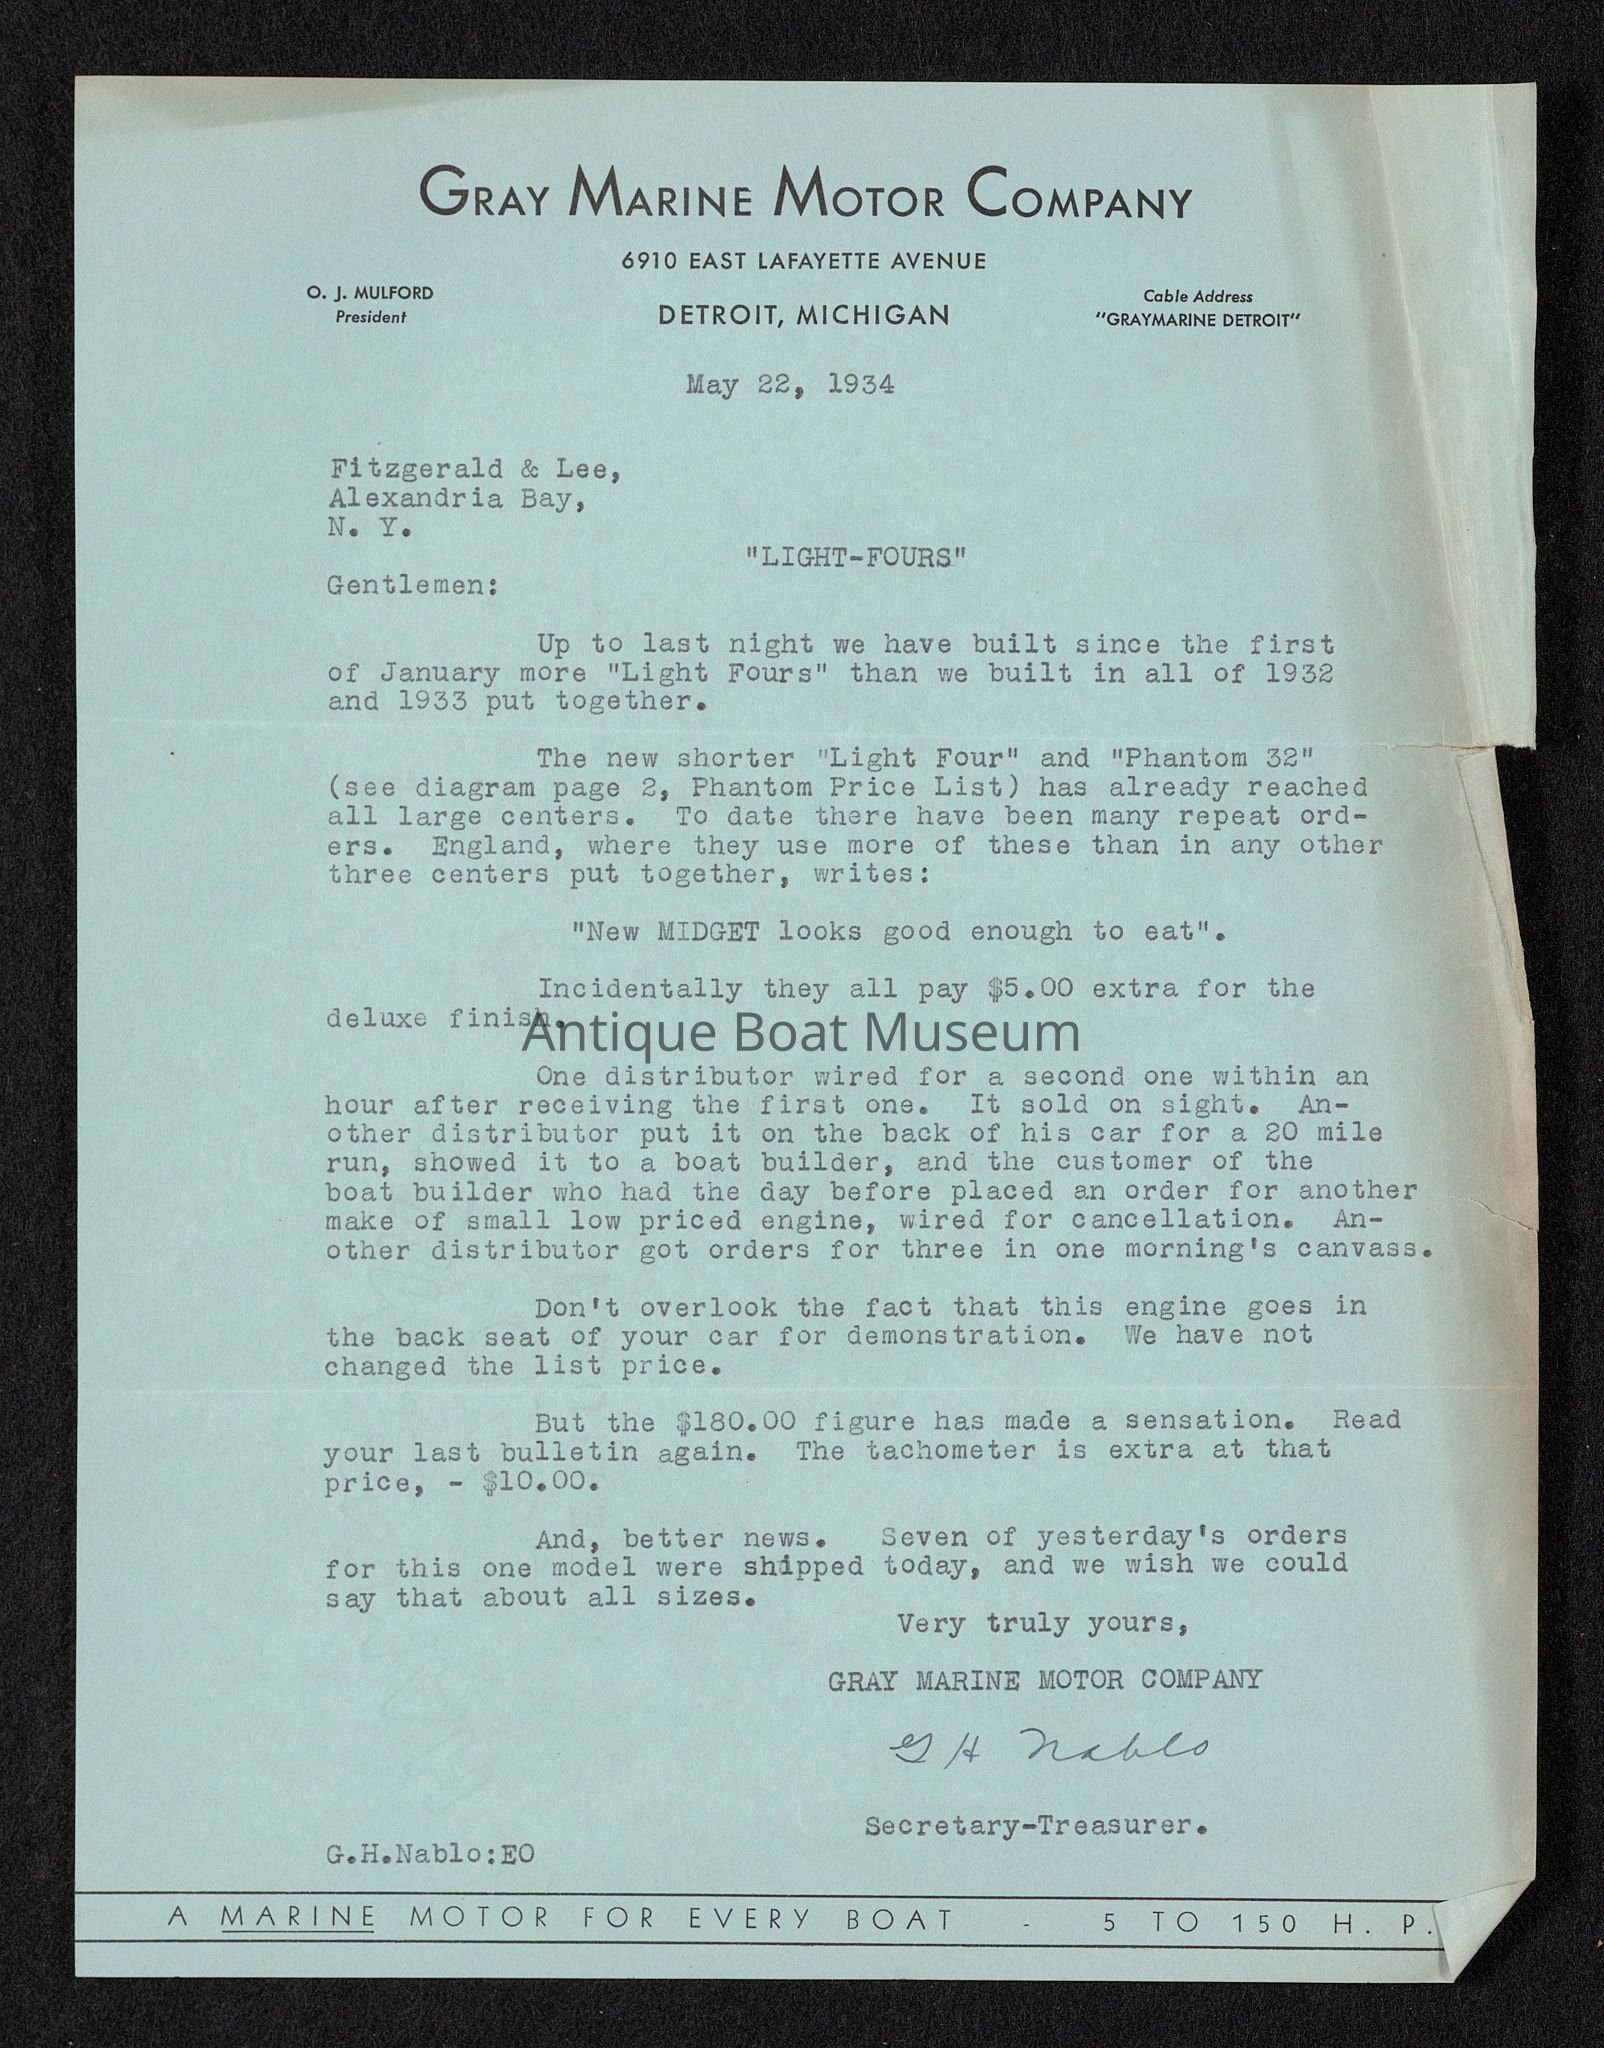 GRAY MARINE MOTOR COMPANY
6910 EAST LAFAYETTE AVENUE
O. J. MULFORD
President
DETROIT, MICHIGAN
Cable Address
"GRAYMARINE DETROIT"
May 22, 1934
Fitzgerald & Lee,
Alexandria Bay,
N. Y.
"LIGHT-FOURS"
Gentlemen:
Up to last night we have built since the first
of January more "Light Fours" than we built in all of 1932
and 1933 put together.
The new shorter "Light Four" and "Phantom 32"
(see diagram page 2, Phantom Price List) has already reached
all large centers. To date there have been many repeat ord-
ers. England, where they use more of these than in any other
three centers put together, writes:
"New MIDGET looks good enough to eat".
Incidentally they all pay $5.00 extra for the
deluxe finish.
Antique Boat Museum
One distributor wired for a second one within an
hour after receiving the first one. It sold on sight. An-
other distributor put it on the back of his car for a 20 mile
run, showed it to a boat builder, and the customer of the
boat builder who had the day before placed an order for another
make of small low priced engine, wired for cancellation. An-
other distributor got orders for three in one morning's canvass.
Don't overlook the fact that this engine goes in
the back seat of your car for demonstration. We have not
changed the list price.
But the $180.00 figure has made a sensation. Read
your last bulletin again. The tachometer is extra at that
price, - $10.00.
And, better news. Seven of yesterday's orders
for this one model were shipped today, and we wish we could
say that about all sizes.
Very truly yours,
GRAY MARINE MOTOR COMPANY
G H Nablo
Secretary-Treasurer.
G.H.Nablo:EO
A MARINE MOTOR FOR EVERY BOAT - 5 TO 150 H. P.